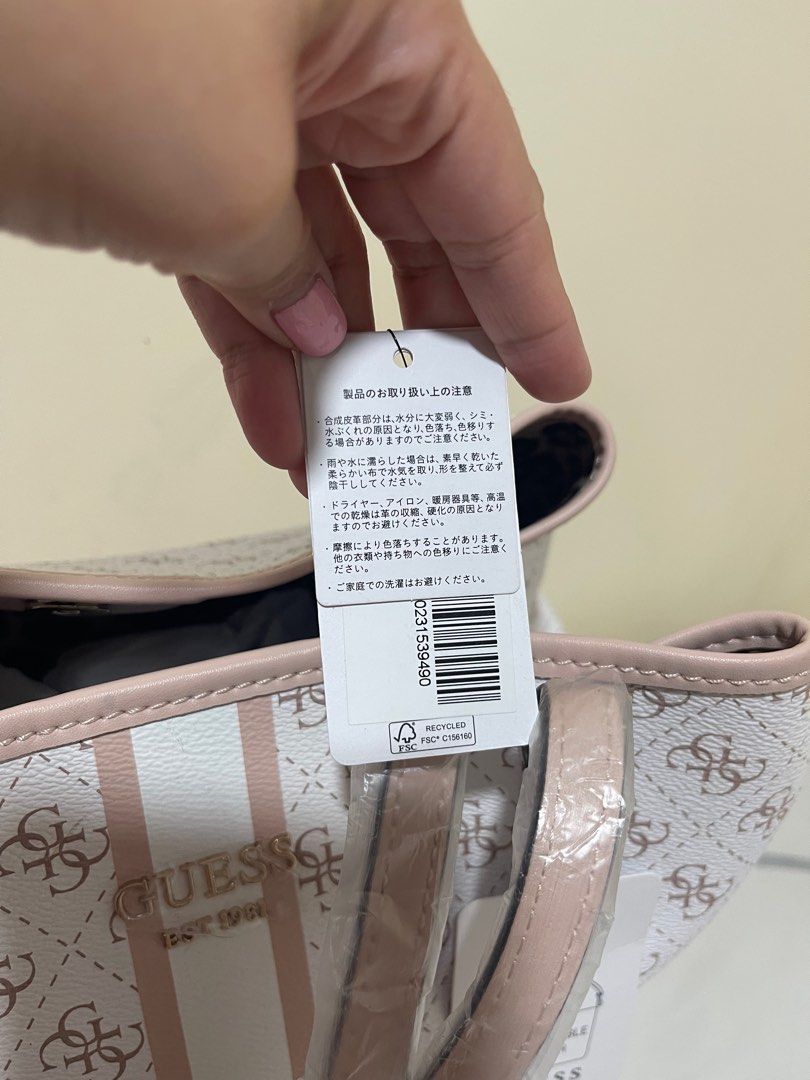 製品のお取り扱い上の注意
・合成皮革部分は、水分に大変弱く、シミ・
水ぶくれの原因となり、色落ち、色移りす
る場合がありますのでご注意ください。
・雨や水に濡らした場合は、素早く乾いた
柔らかい布で水気を取り、形を整えて必ず
陰干ししてください。
・ドライヤー、アイロン、暖房器具等、高温
での乾燥は革の収縮、硬化の原因となり
ますのでお避けください。
・摩擦により色落ちすることがあります。
他の衣類や持ち物への色移りにご注意く
ださい。
・ご家庭での洗濯はお避けください。
0231539490
FSC
RECYCLED
FSC® C156160
GUESS
EST 1981